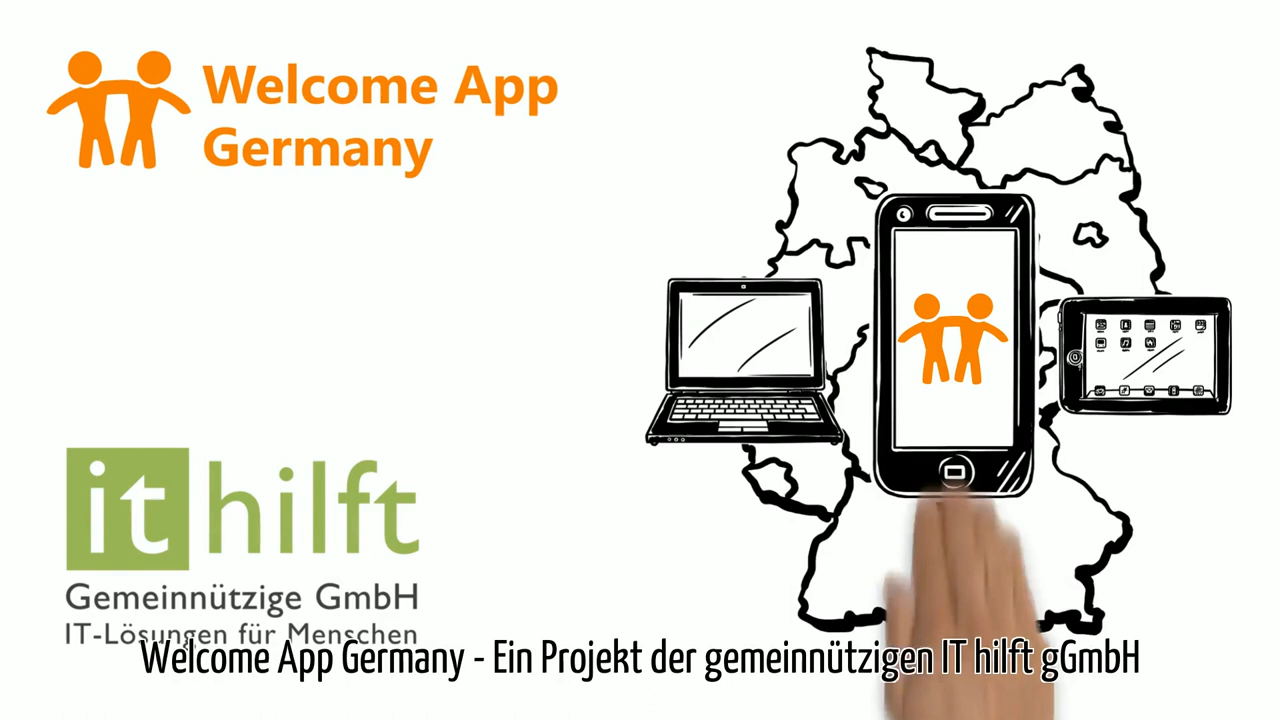 Welcome App
Germany
it hilft
Gemeinnützige GmbH
IT-Lösungen für Menschen
Welcome App Germany - Ein Projekt der gemeinnützigen IT hilft gGmbH